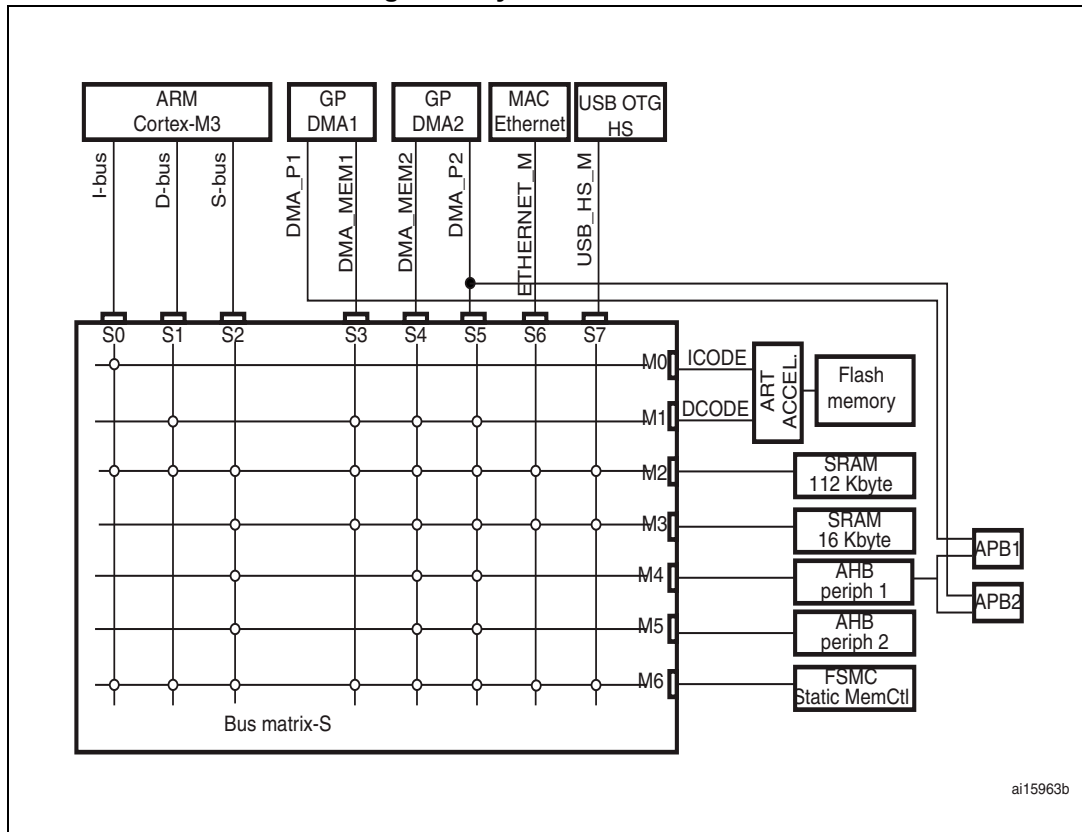 ARM
Cortex-M3
GP
DMA1
GP
DMA2
MAC
Ethernet
USB OTG
HS
I-bus
D-bus
S-bus
DMA_P1
DMA_MEM1
DMA_MEM2
DMA_P2
ETHERNET_M
USB_HS_M
S0 S1 S2 S3 S4 S5 S6 S7
M0
ICODE
M1
DCODE
ART
ACCEL.
Flash
memory
M2
SRAM
112 Kbyte
M3
SRAM
16 Kbyte
APB1
M4
AHB
periph 1
APB2
M5
AHB
periph 2
M6
FSMC
Static MemCtl
Bus matrix-S
ai15963b